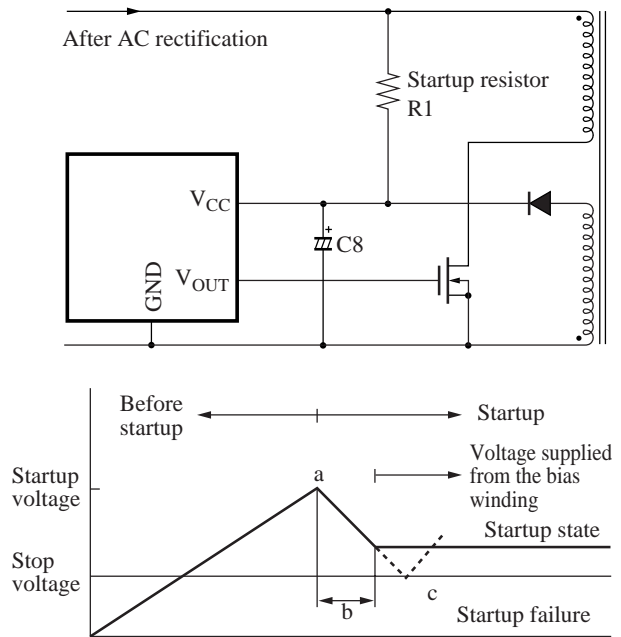 After AC rectification
Startup resistor
R1
VCC
+
C8
VOUT
GND
Before
startup
Startup
Voltage supplied
from the bias
winding
Startup
voltage
a
Startup state
Stop
voltage
c
b
Startup failure